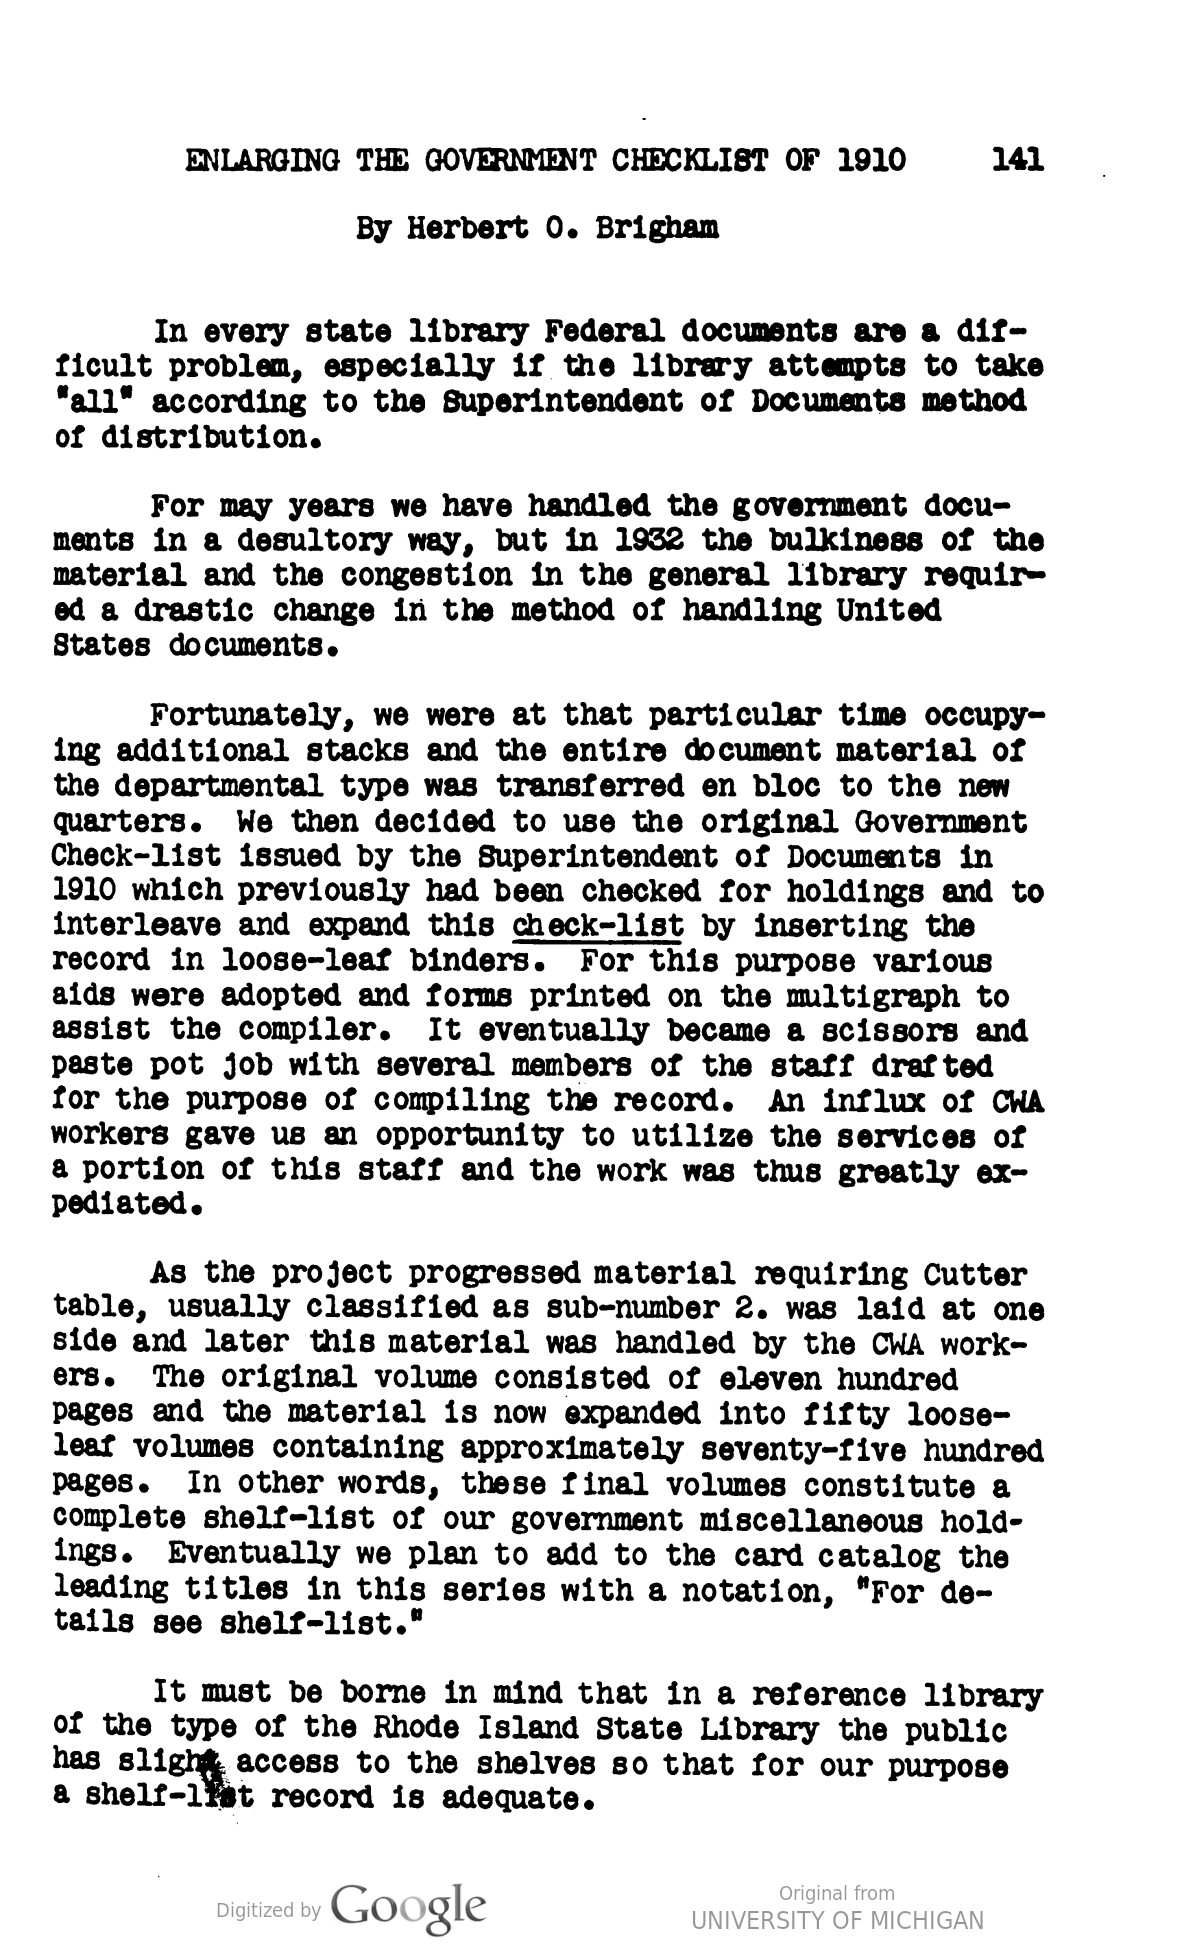 ENLARGING THE GOVERNMENT CHECKLIST OF 1910 141
By Herbert O. Brigham
In every state library Federal documents are a dif-
ficult problem, especially if the library attempts to take
"all" according to the Superintendent of Documents method
of distribution.
For may years we have handled the government docu-
ments in a desultory way, but in 1932 the bulkiness of the
material and the congestion in the general library requir-
ed a drastic change in the method of handling United
States documents.
Fortunately, we were at that particular time occupy-
ing additional stacks and the entire document material of
the departmental type was transferred en bloc to the new
quarters. We then decided to use the original Government
Check-list issued by the Superintendent of Documents in
1910 which previously had been checked for holdings and to
interleave and expand this check-list by inserting the
record in loose-leaf binders. For this purpose various
aids were adopted and forms printed on the multigraph to
assist the compiler. It eventually became a scissors and
paste pot job with several members of the staff drafted
for the purpose of compiling the record. An influx of CWA
workers gave us an opportunity to utilize the services of
a portion of this staff and the work was thus greatly ex-
pediated.
As the project progressed material requiring Cutter
table, usually classified as sub-number 2. was laid at one
side and later this material was handled by the CWA work-
ers. The original volume consisted of eleven hundred
pages and the material is now expanded into fifty loose-
leaf volumes containing approximately seventy-five hundred
pages. In other words, these final volumes constitute a
complete shelf-list of our government miscellaneous hold-
ings. Eventually we plan to add to the card catalog the
leading titles in this series with a notation, "For de-
tails see shelf-list."
It must be borne in mind that in a reference library
of the type of the Rhode Island State Library the public
has slight access to the shelves so that for our purpose
a shelf-list record is adequate.
Digitized by Google
Original from
UNIVERSITY OF MICHIGAN